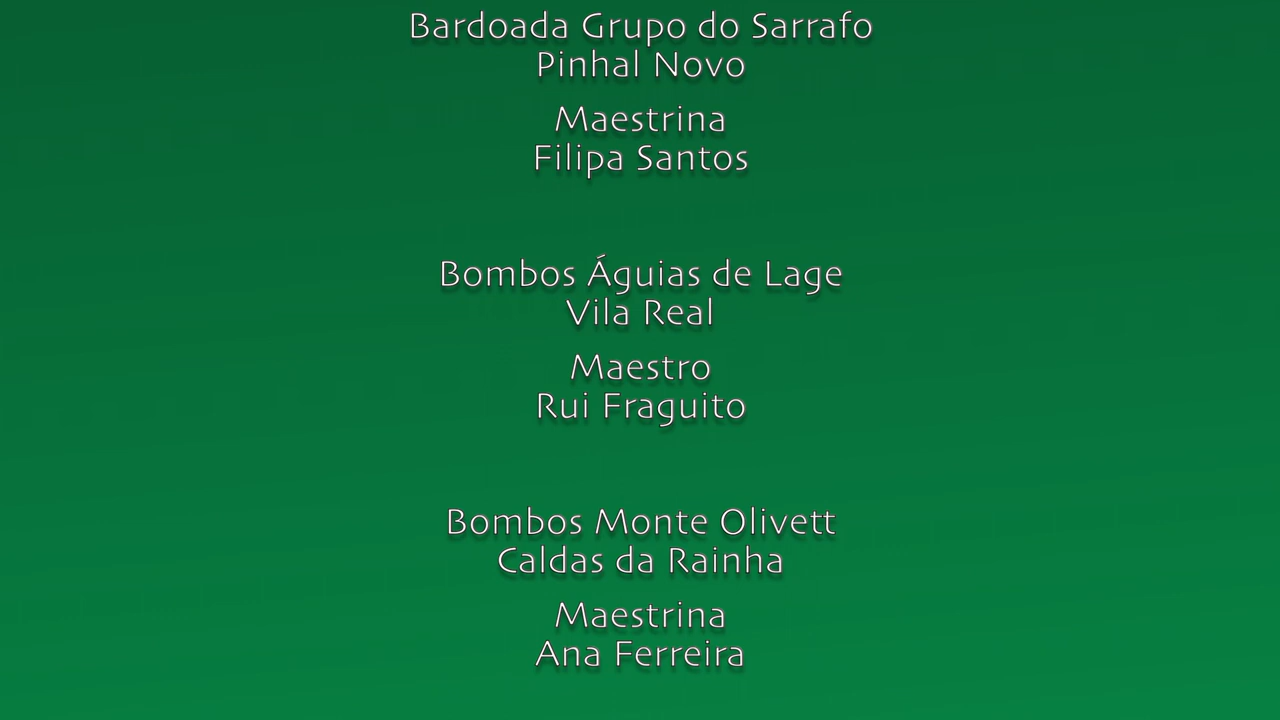 Bardoada Grupo do Sarrafo
Pinhal Novo
Maestrina
Filipa Santos
Bombos Águias de Lage
Vila Real
Maestro
Rui Fraguito
Bombos Monte Olivett
Caldas da Rainha
Maestrina
Ana Ferreira